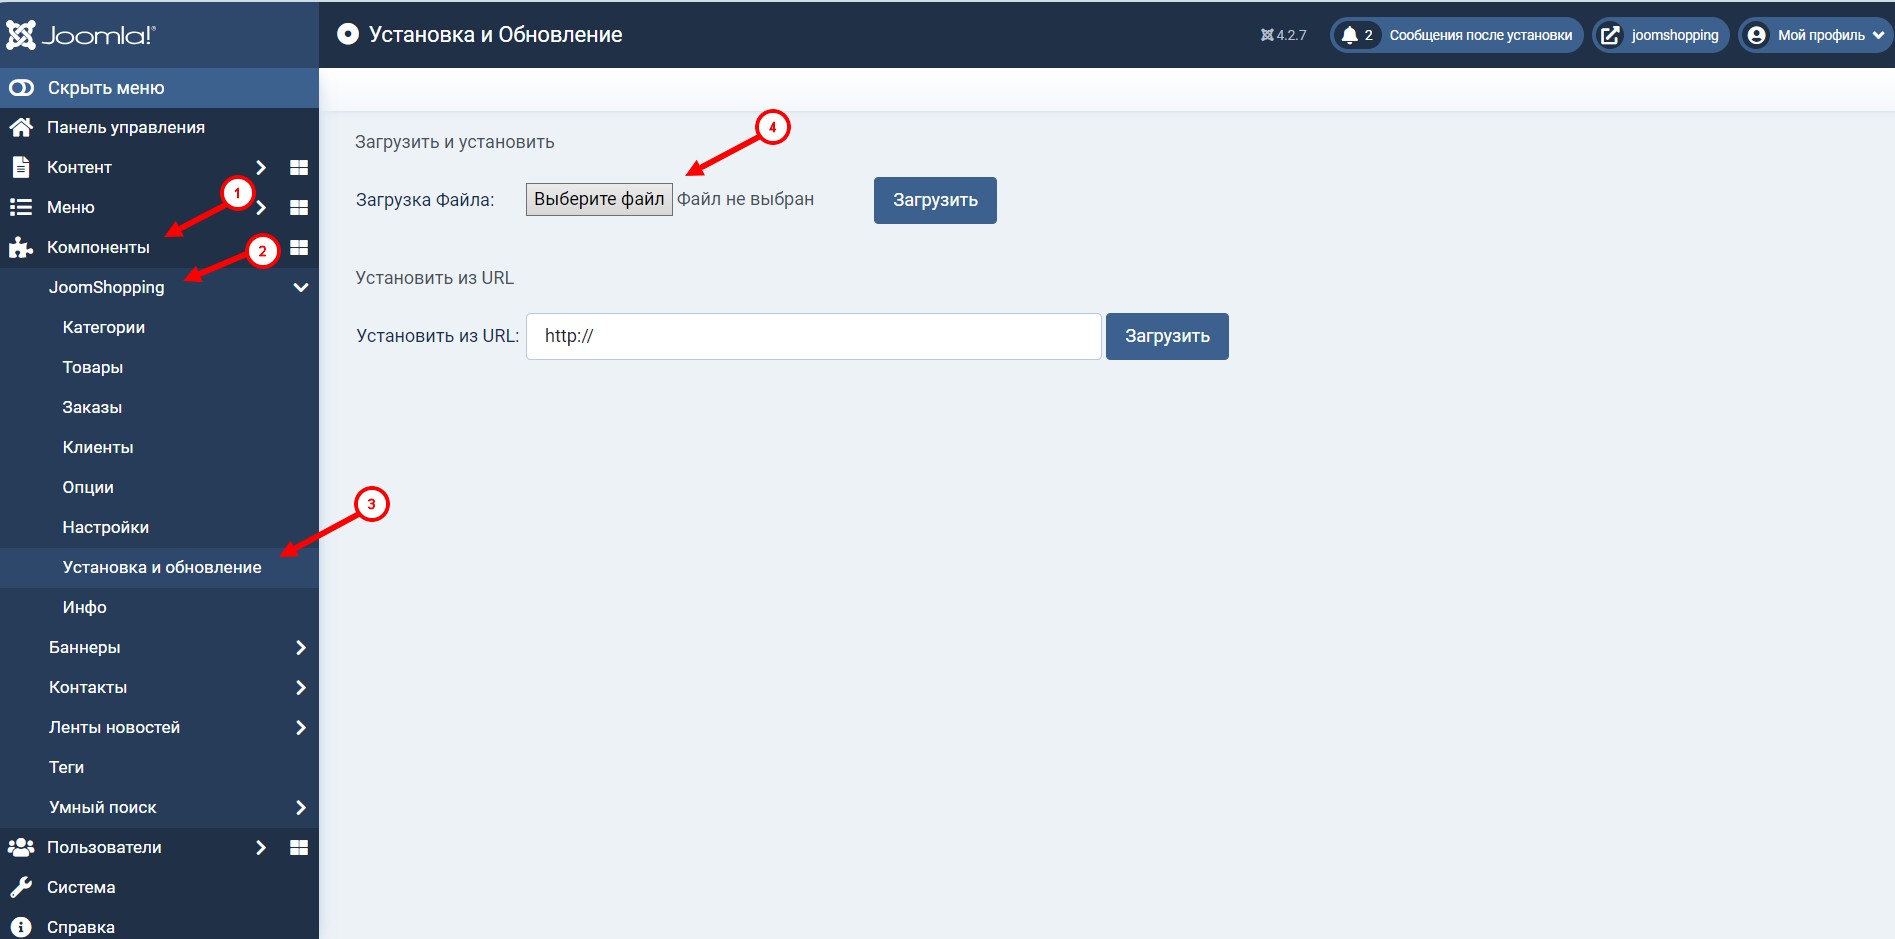 Joomla!
Установка и Обновление
4.2.7
2
Сообщения после установки
joomshopping
Мой профиль
Скрыть меню
Панель управления
Контент
Меню
Компоненты
JoomShopping
Категории
Товары
Заказы
Клиенты
Опции
Настройки
Установка и обновление
Инфо
Баннеры
Контакты
Ленты новостей
Теги
Умный поиск
Пользователи
Система
Справка
1
2
3
4
Загрузить и установить
Загрузка Файла: Выберите файл Файл не выбран Загрузить
Установить из URL
Установить из URL: http:// Загрузить